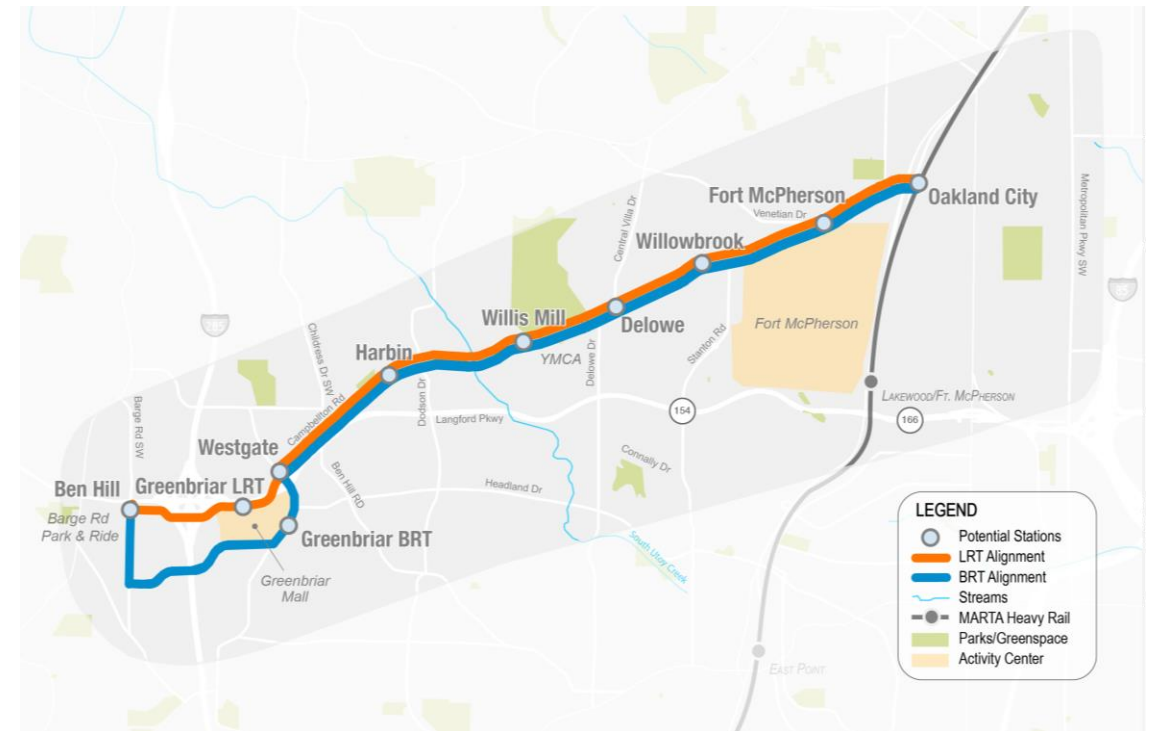 Oakland City
Fort McPherson
Venetian Dr
Metropolitan Pkwy SW
Central Villa Dr
Willowbrook
285
85
Willis Mill
Delowe
Fort McPherson
Childress Dr SW
Harbin
YMCA
Stanton Rd
Delowe Dr
Dodson Dr
LAKEWOOD/FT. MCPHERSON
Barge Rd SW
Campbellton Rd
Langford Pkwy
154
166
Westgate
Connally Dr
Ben Hill RD
Ben Hill
Greenbriar LRT
Headland Dr
Barge Rd
Park & Ride
Greenbriar BRT
South Utoy Creek
Greenbriar
Mall
EAST POINT
LEGEND
Potential Stations
LRT Alignment
BRT Alignment
Streams
MARTA Heavy Rail
Parks/Greenspace
Activity Center